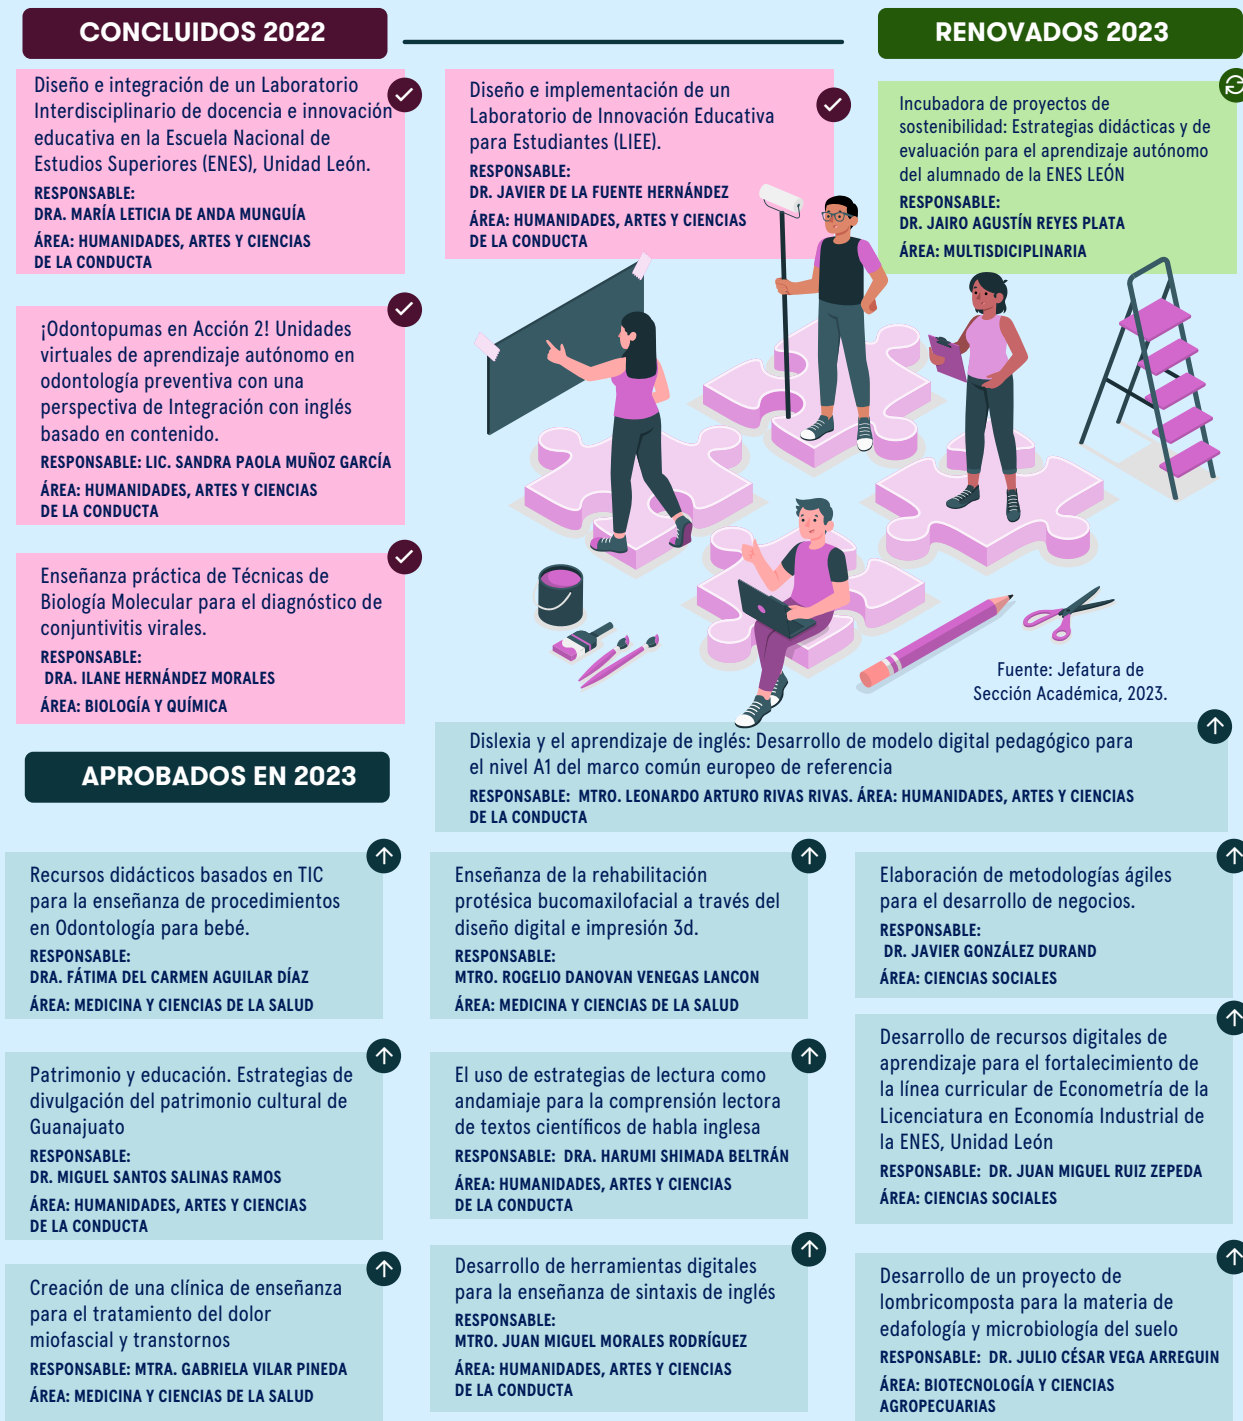 CONCLUIDOS 2022
Diseño e integración de un Laboratorio
Interdisciplinario de docencia e innovación
educativa en la Escuela Nacional de
Estudios Superiores (ENES), Unidad León.
RESPONSABLE:
DRA. MARÍA LETICIA DE ANDA MUNGUÍA
ÁREA: HUMANIDADES, ARTES Y CIENCIAS
DE LA CONDUCTA
Diseño e implementación de un
Laboratorio de Innovación Educativa
para Estudiantes (LIEE).
RESPONSABLE:
DR. JAVIER DE LA FUENTE HERNÁNDEZ
ÁREA: HUMANIDADES, ARTES Y CIENCIAS
DE LA CONDUCTA
¡Odontopumas en Acción 2! Unidades
virtuales de aprendizaje autónomo en
odontología preventiva con una
perspectiva de Integración con inglés
basado en contenido.
RESPONSABLE: LIC. SANDRA PAOLA MUÑOZ GARCÍA
ÁREA: HUMANIDADES, ARTES Y CIENCIAS
DE LA CONDUCTA
Enseñanza práctica de Técnicas de
Biología Molecular para el diagnóstico de
conjuntivitis virales.
RESPONSABLE:
DRA. ILANE HERNÁNDEZ MORALES
ÁREA: BIOLOGÍA Y QUÍMICA
RENOVADOS 2023
Incubadora de proyectos de
sostenibilidad: Estrategias didácticas y de
evaluación para el aprendizaje autónomo
del alumnado de la ENES LEÓN
RESPONSABLE:
DR. JAIRO AGUSTÍN REYES PLATA
ÁREA: MULTISDICIPLINARIA
Fuente: Jefatura de
Sección Académica, 2023.
APROBADOS EN 2023
Dislexia y el aprendizaje de inglés: Desarrollo de modelo digital pedagógico para
el nivel A1 del marco común europeo de referencia
RESPONSABLE: MTRO. LEONARDO ARTURO RIVAS RIVAS. ÁREA: HUMANIDADES, ARTES Y CIENCIAS
DE LA CONDUCTA
Recursos didácticos basados en TIC
para la enseñanza de procedimientos
en Odontología para bebé.
RESPONSABLE:
DRA. FÁTIMA DEL CARMEN AGUILAR DÍAZ
ÁREA: MEDICINA Y CIENCIAS DE LA SALUD
Enseñanza de la rehabilitación
protésica bucomaxilofacial a través del
diseño digital e impresión 3d.
RESPONSABLE:
MTRO. ROGELIO DANOVAN VENEGAS LANCON
ÁREA: MEDICINA Y CIENCIAS DE LA SALUD
Elaboración de metodologías ágiles
para el desarrollo de negocios.
RESPONSABLE:
DR. JAVIER GONZÁLEZ DURAND
ÁREA: CIENCIAS SOCIALES
Patrimonio y educación. Estrategias de
divulgación del patrimonio cultural de
Guanajuato
RESPONSABLE:
DR. MIGUEL SANTOS SALINAS RAMOS
ÁREA: HUMANIDADES, ARTES Y CIENCIAS
DE LA CONDUCTA
El uso de estrategias de lectura como
andamiaje para la comprensión lectora
de textos científicos de habla inglesa
RESPONSABLE: DRA. HARUMI SHIMADA BELTRÁN
ÁREA: HUMANIDADES, ARTES Y CIENCIAS
DE LA CONDUCTA
Desarrollo de recursos digitales de
aprendizaje para el fortalecimiento de
la línea curricular de Econometría de la
Licenciatura en Economía Industrial de
la ENES, Unidad León
RESPONSABLE: DR. JUAN MIGUEL RUIZ ZEPEDA
ÁREA: CIENCIAS SOCIALES
Creación de una clínica de enseñanza
para el tratamiento del dolor
miofascial y transtornos
RESPONSABLE: MTRA. GABRIELA VILAR PINEDA
ÁREA: MEDICINA Y CIENCIAS DE LA SALUD
Desarrollo de herramientas digitales
para la enseñanza de sintaxis de inglés
RESPONSABLE:
MTRO. JUAN MIGUEL MORALES RODRÍGUEZ
ÁREA: HUMANIDADES, ARTES Y CIENCIAS
DE LA CONDUCTA
Desarrollo de un proyecto de
lombricomposta para la materia de
edafología y microbiología del suelo
RESPONSABLE: DR. JULIO CÉSAR VEGA ARREGUIN
ÁREA: BIOTECNOLOGÍA Y CIENCIAS
AGROPECUARIAS